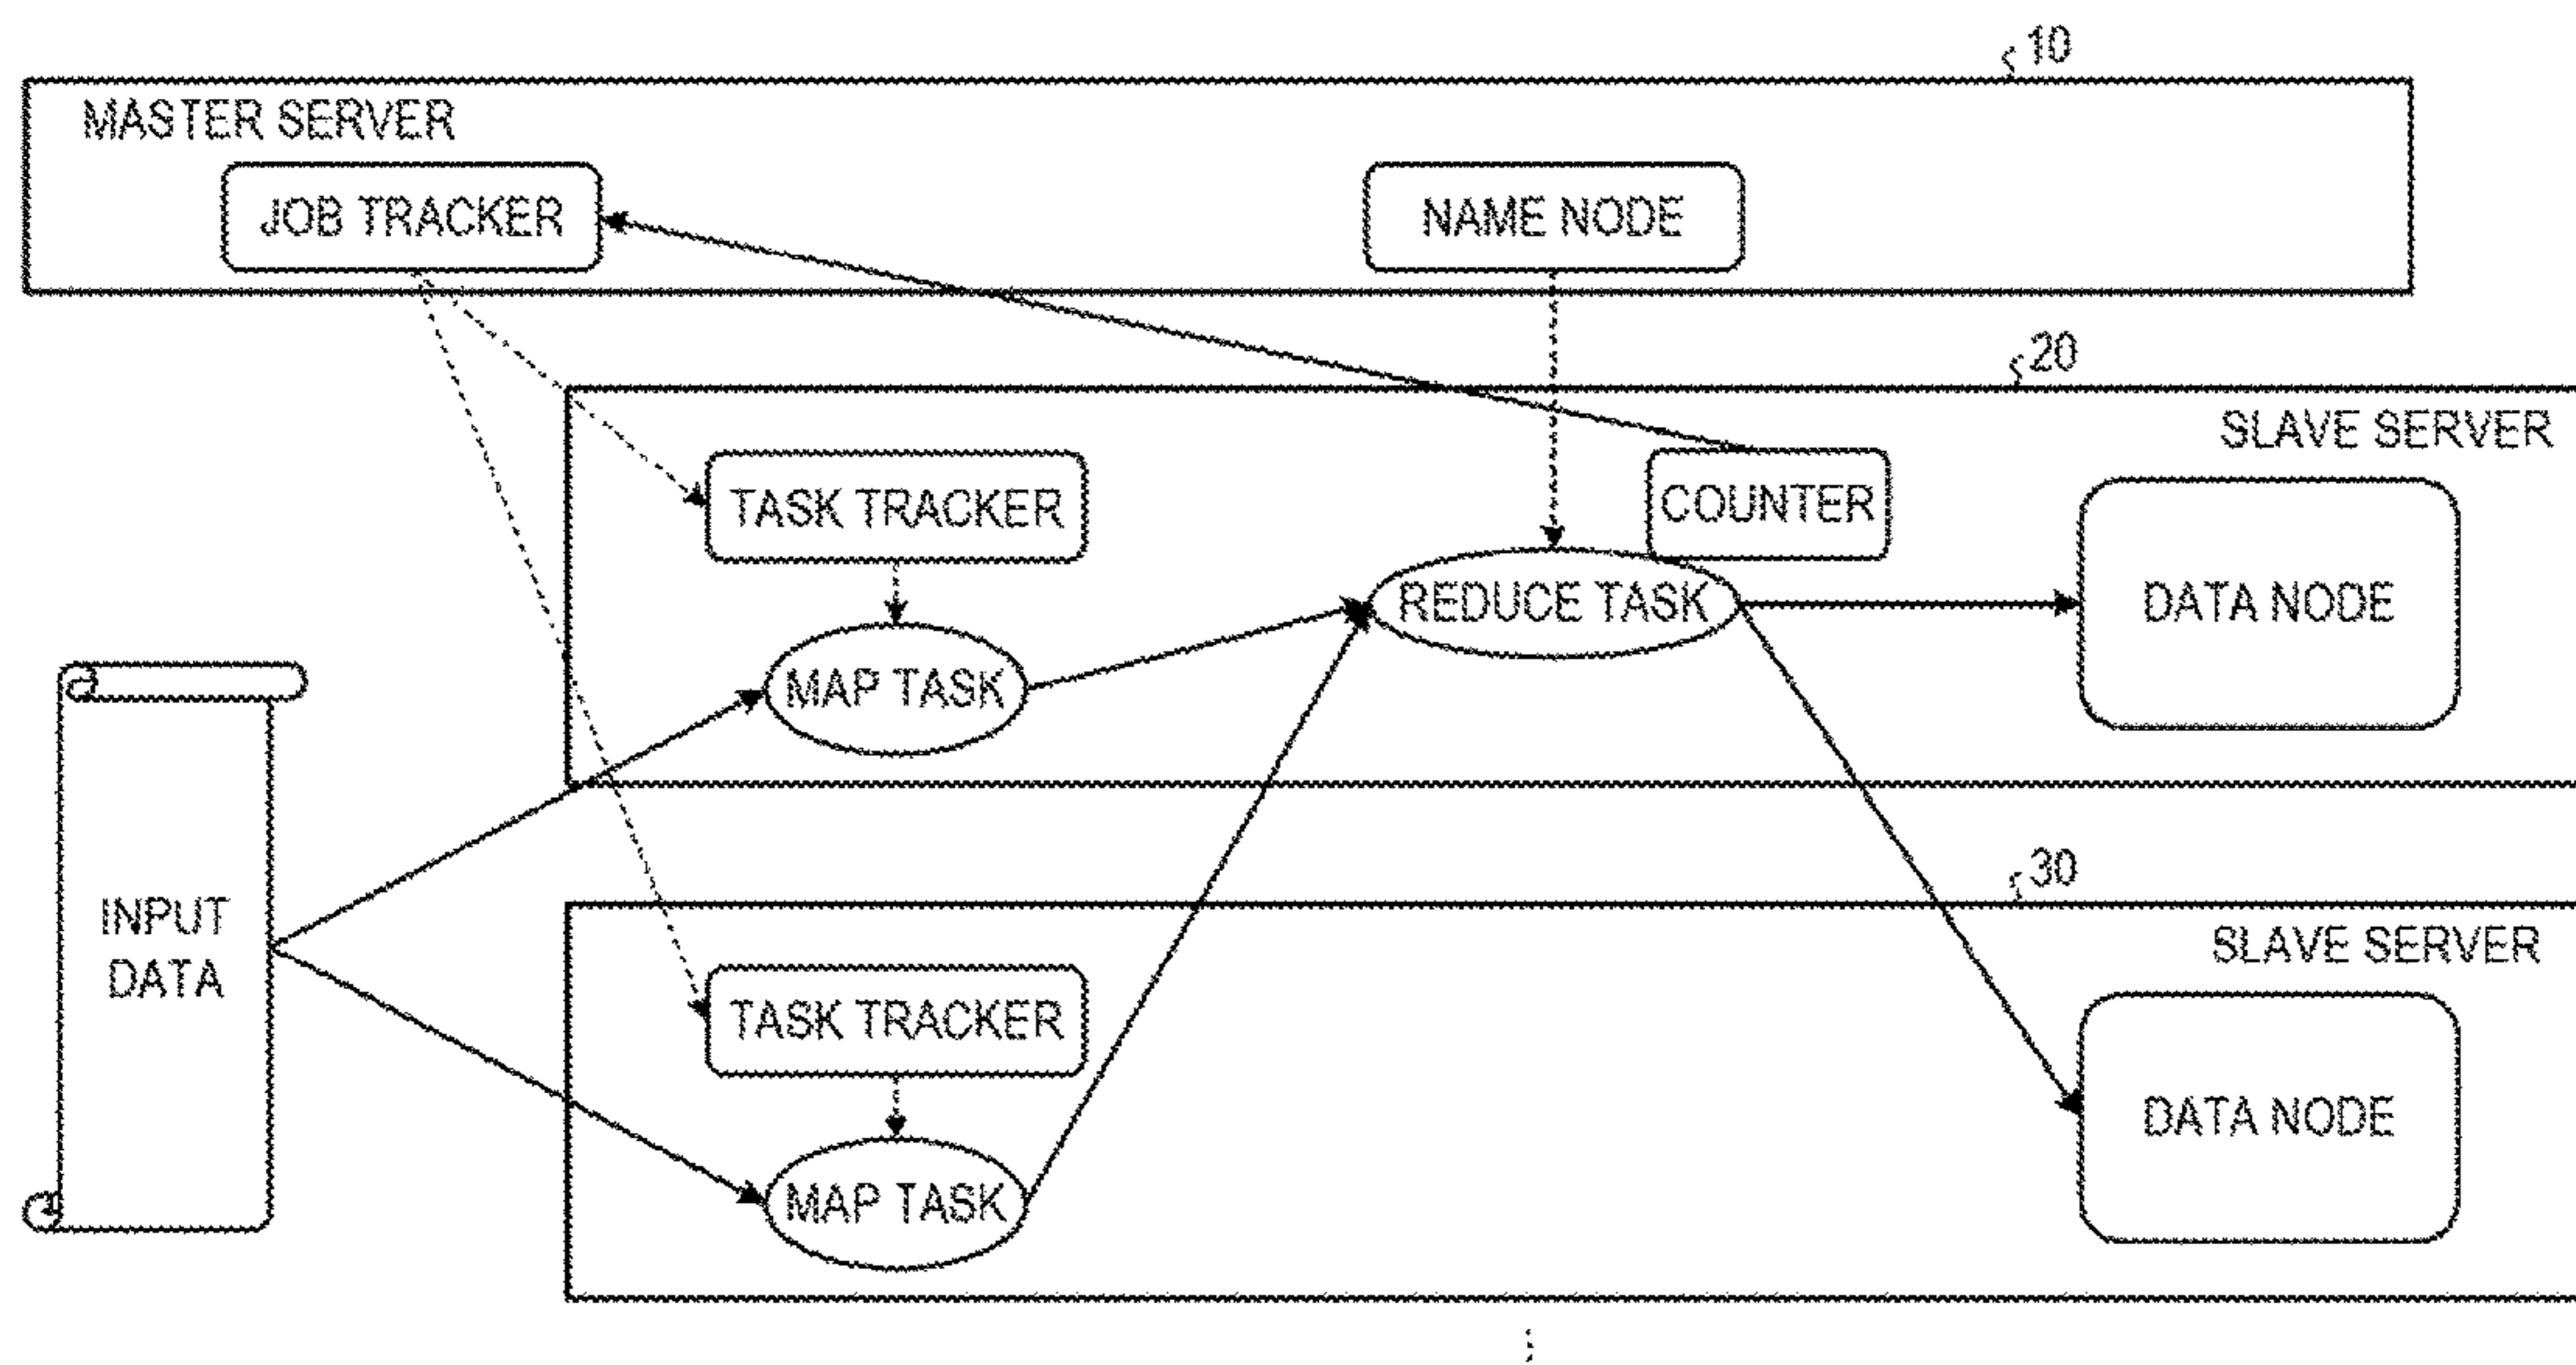 10
MASTER SERVER
JOB TRACKER
NAME NODE
20
SLAVE SERVER
TASK TRACKER
COUNTER
REDUCE TASK
DATA NODE
MAP TASK
30
INPUT
DATA
SLAVE SERVER
TASK TRACKER
DATA NODE
MAP TASK